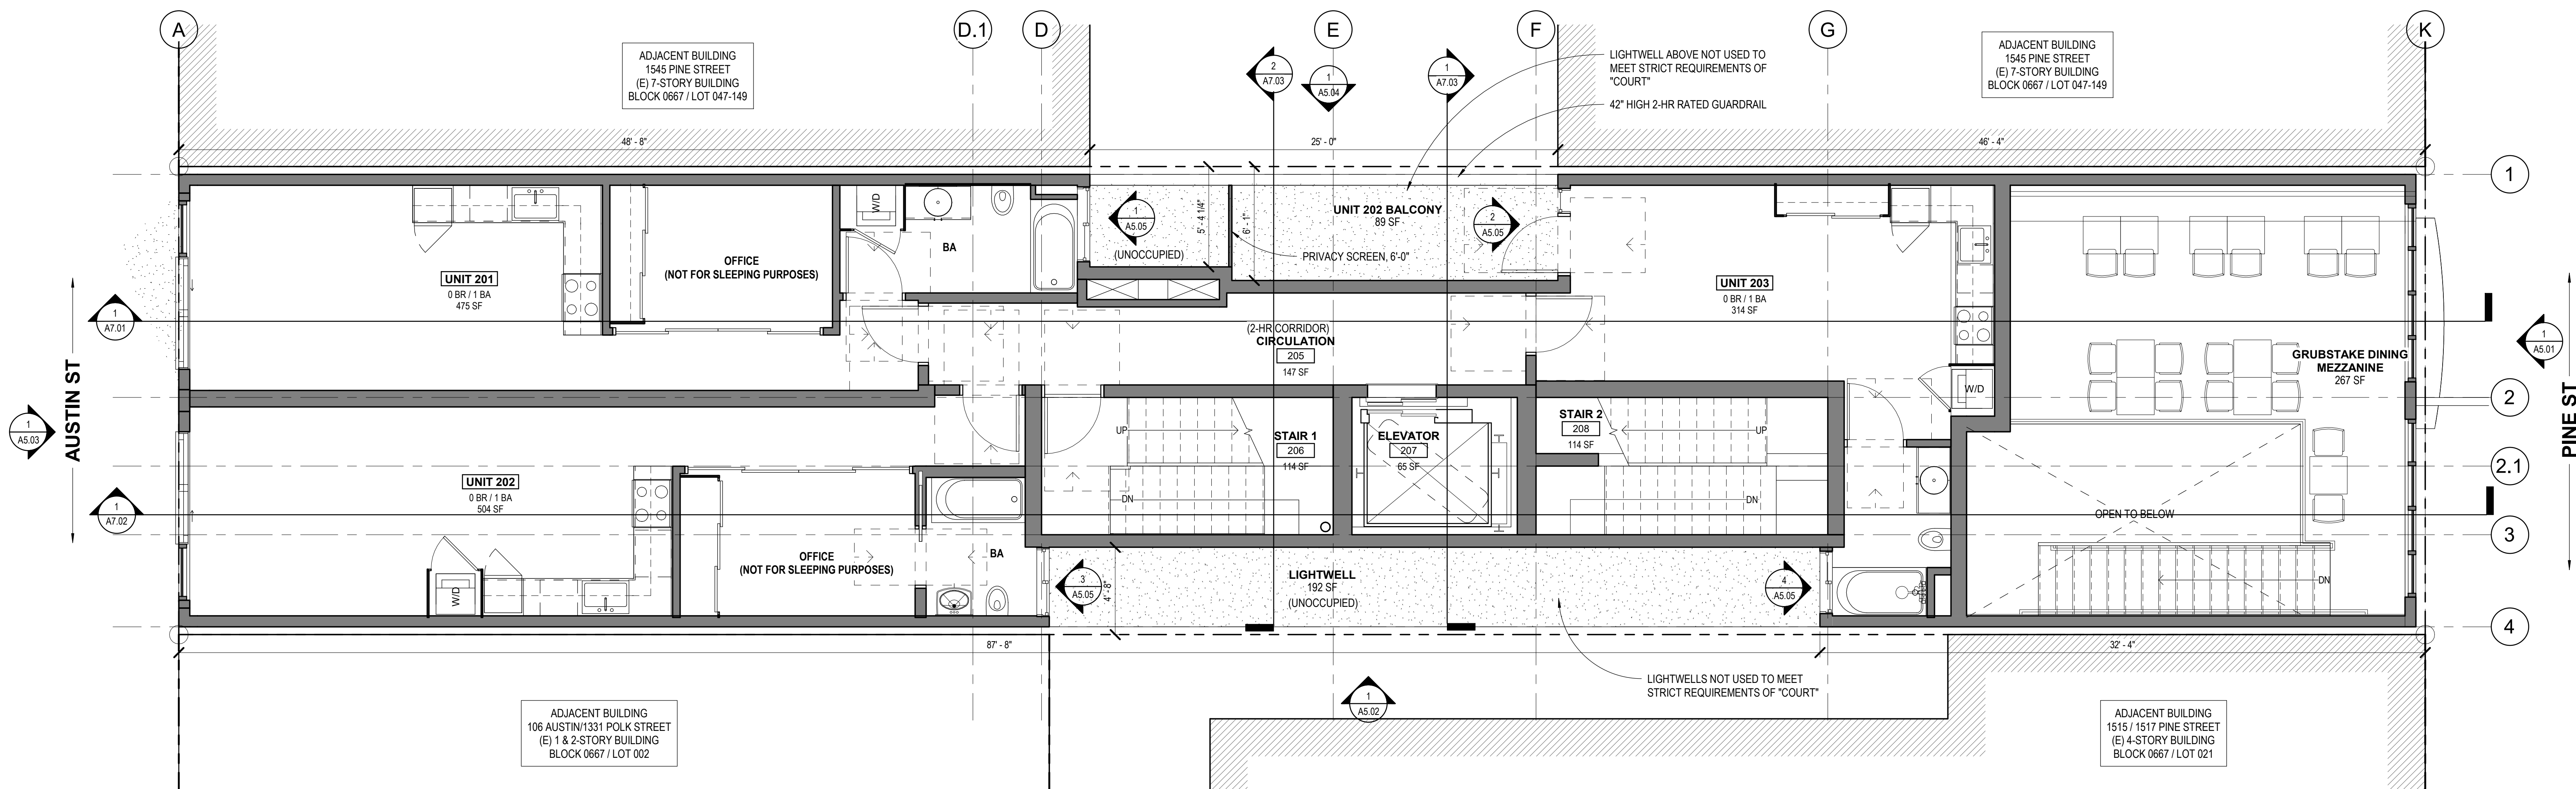 A
D.1
D
E
F
G
K
ADJACENT BUILDING
1545 PINE STREET
(E) 7-STORY BUILDING
BLOCK 0667 / LOT 047-149
2
A7.03
1
A5.04
1
A7.03
LIGHTWELL ABOVE NOT USED TO
MEET STRICT REQUIREMENTS OF
"COURT"
42" HIGH 2-HR RATED GUARDRAIL
ADJACENT BUILDING
1545 PINE STREET
(E) 7-STORY BUILDING
BLOCK 0667 / LOT 047-149
48' - 8"
25' - 0"
46' - 4"
1
W/D
BA
1
A5.05
(UNOCCUPIED)
5' - 4 1/4"
6' - 1"
UNIT 202 BALCONY
89 SF
2
A5.05
PRIVACY SCREEN, 6'-0"
OFFICE
(NOT FOR SLEEPING PURPOSES)
UNIT 201
0 BR / 1 BA
475 SF
UNIT 203
0 BR / 1 BA
314 SF
1
A7.01
(2-HR CORRIDOR)
CIRCULATION
205
147 SF
GRUBSTAKE DINING
MEZZANINE
267 SF
1
A5.01
W/D
AUSTIN ST
1
A5.03
PINE ST
2
UP
STAIR 1
206
114 SF
DN
ELEVATOR
207
65 SF
STAIR 2
208
114 SF
UP
DN
2.1
UNIT 202
0 BR / 1 BA
504 SF
1
A7.02
OPEN TO BELOW
3
OFFICE
(NOT FOR SLEEPING PURPOSES)
BA
W/D
3
A5.05
4' - 8"
LIGHTWELL
192 SF
(UNOCCUPIED)
4
A5.05
DN
4
87' - 8"
32' - 4"
LIGHTWELLS NOT USED TO MEET
STRICT REQUIREMENTS OF "COURT"
1
A5.02
ADJACENT BUILDING
106 AUSTIN/1331 POLK STREET
(E) 1 & 2-STORY BUILDING
BLOCK 0667 / LOT 002
ADJACENT BUILDING
1515 / 1517 PINE STREET
(E) 4-STORY BUILDING
BLOCK 0667 / LOT 021